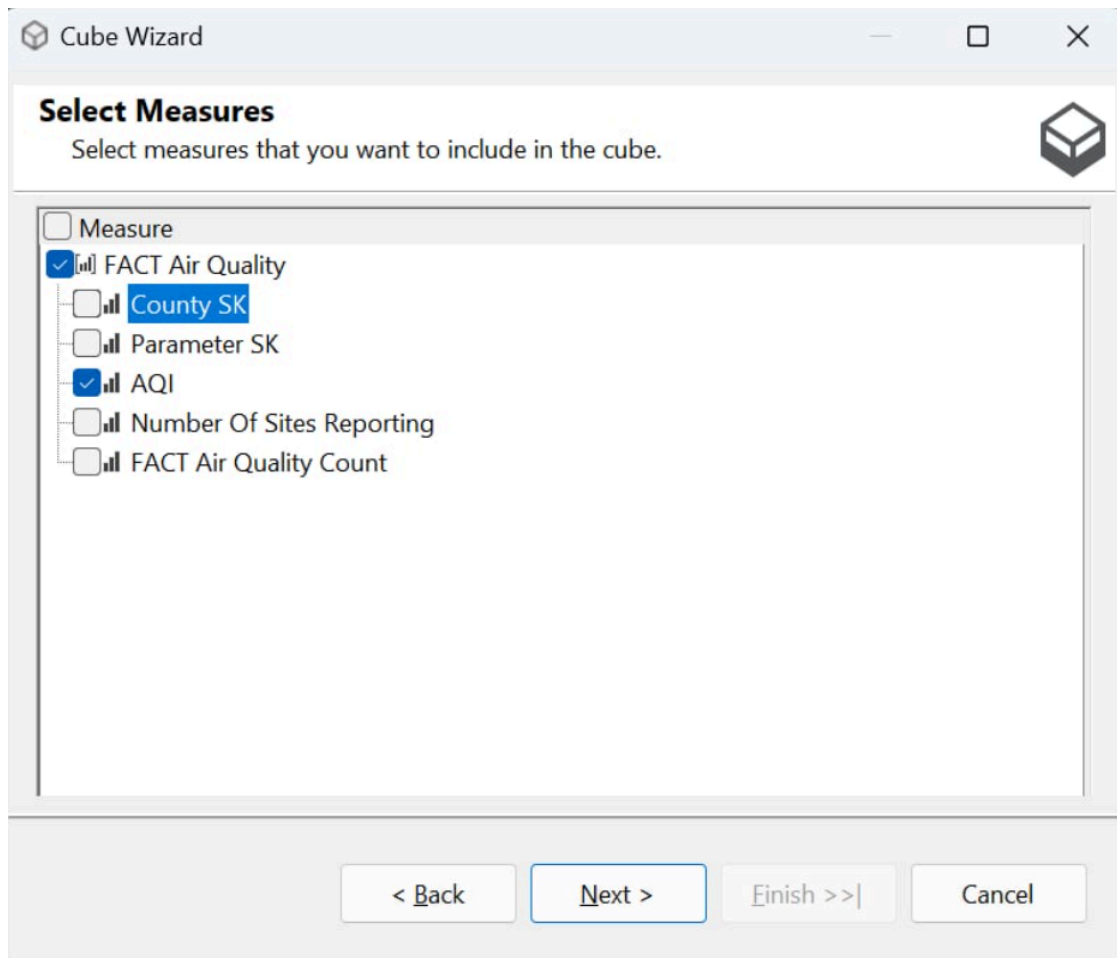 Cube Wizard
Select Measures
Select measures that you want to include in the cube.
Measure
FACT Air Quality
County SK
Parameter SK
AQI
Number Of Sites Reporting
FACT Air Quality Count
< Back Next > Finish >>| Cancel